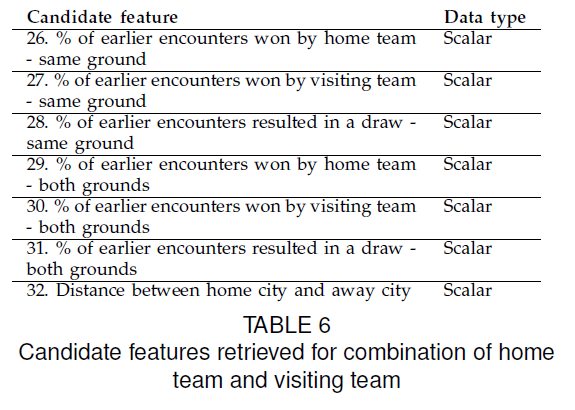 Candidate feature Data type
26. % of earlier encounters won by home team Scalar
- same ground
27. % of earlier encounters won by visiting team Scalar
- same ground
28. % of earlier encounters resulted in a draw - Scalar
same ground
29. % of earlier encounters won by home team Scalar
- both grounds
30. % of earlier encounters won by visiting team Scalar
- both grounds
31. % of earlier encounters resulted in a draw - Scalar
both grounds
32. Distance between home city and away city Scalar
TABLE 6
Candidate features retrieved for combination of home
team and visiting team